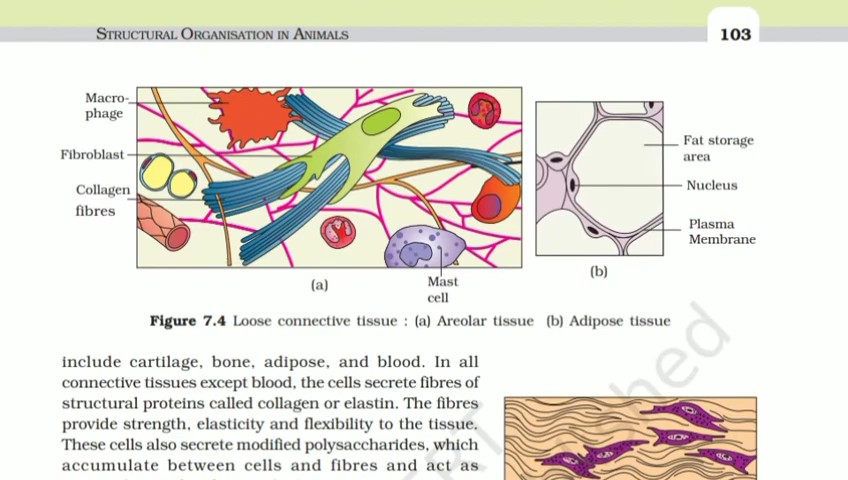 STRUCTURAL ORGANISATION IN ANIMALS
103
Macro-
phage
Fibroblast
Collagen
fibres
Mast
cell
(a)
Fat storage
area
Nucleus
Plasma
Membrane
(b)
Figure 7.4 Loose connective tissue : (a) Areolar tissue (b) Adipose tissue
include cartilage, bone, adipose, and blood. In all
connective tissues except blood, the cells secrete fibres of
structural proteins called collagen or elastin. The fibres
provide strength, elasticity and flexibility to the tissue.
These cells also secrete modified polysaccharides, which
accumulate between cells and fibres and act as